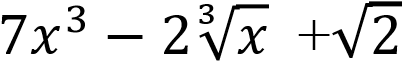 7x³ − 2∛x + √2